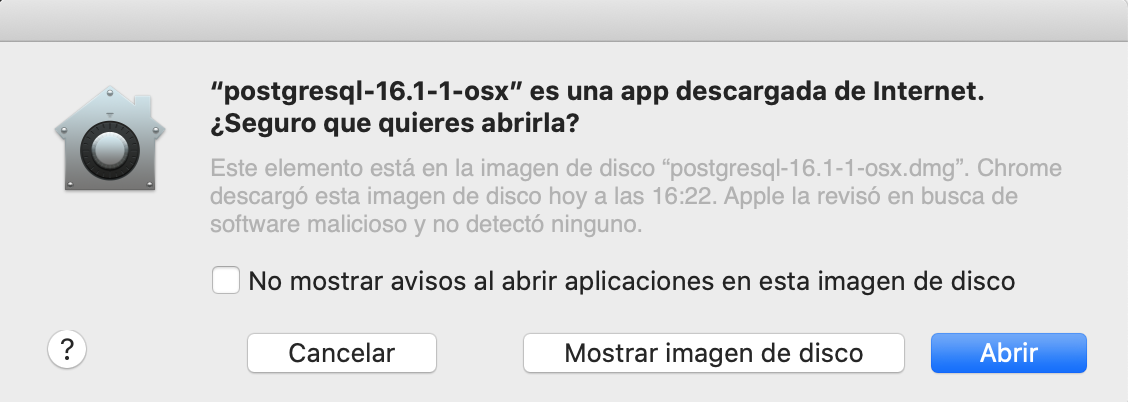 “postgresql-16.1-1-osx” es una app descargada de Internet.
¿Seguro que quieres abrirla?
Este elemento está en la imagen de disco “postgresql-16.1-1-osx.dmg”. Chrome
descargó esta imagen de disco hoy a las 16:22. Apple la revisó en busca de
software malicioso y no detectó ninguno.
No mostrar avisos al abrir aplicaciones en esta imagen de disco
?
Cancelar
Mostrar imagen de disco
Abrir